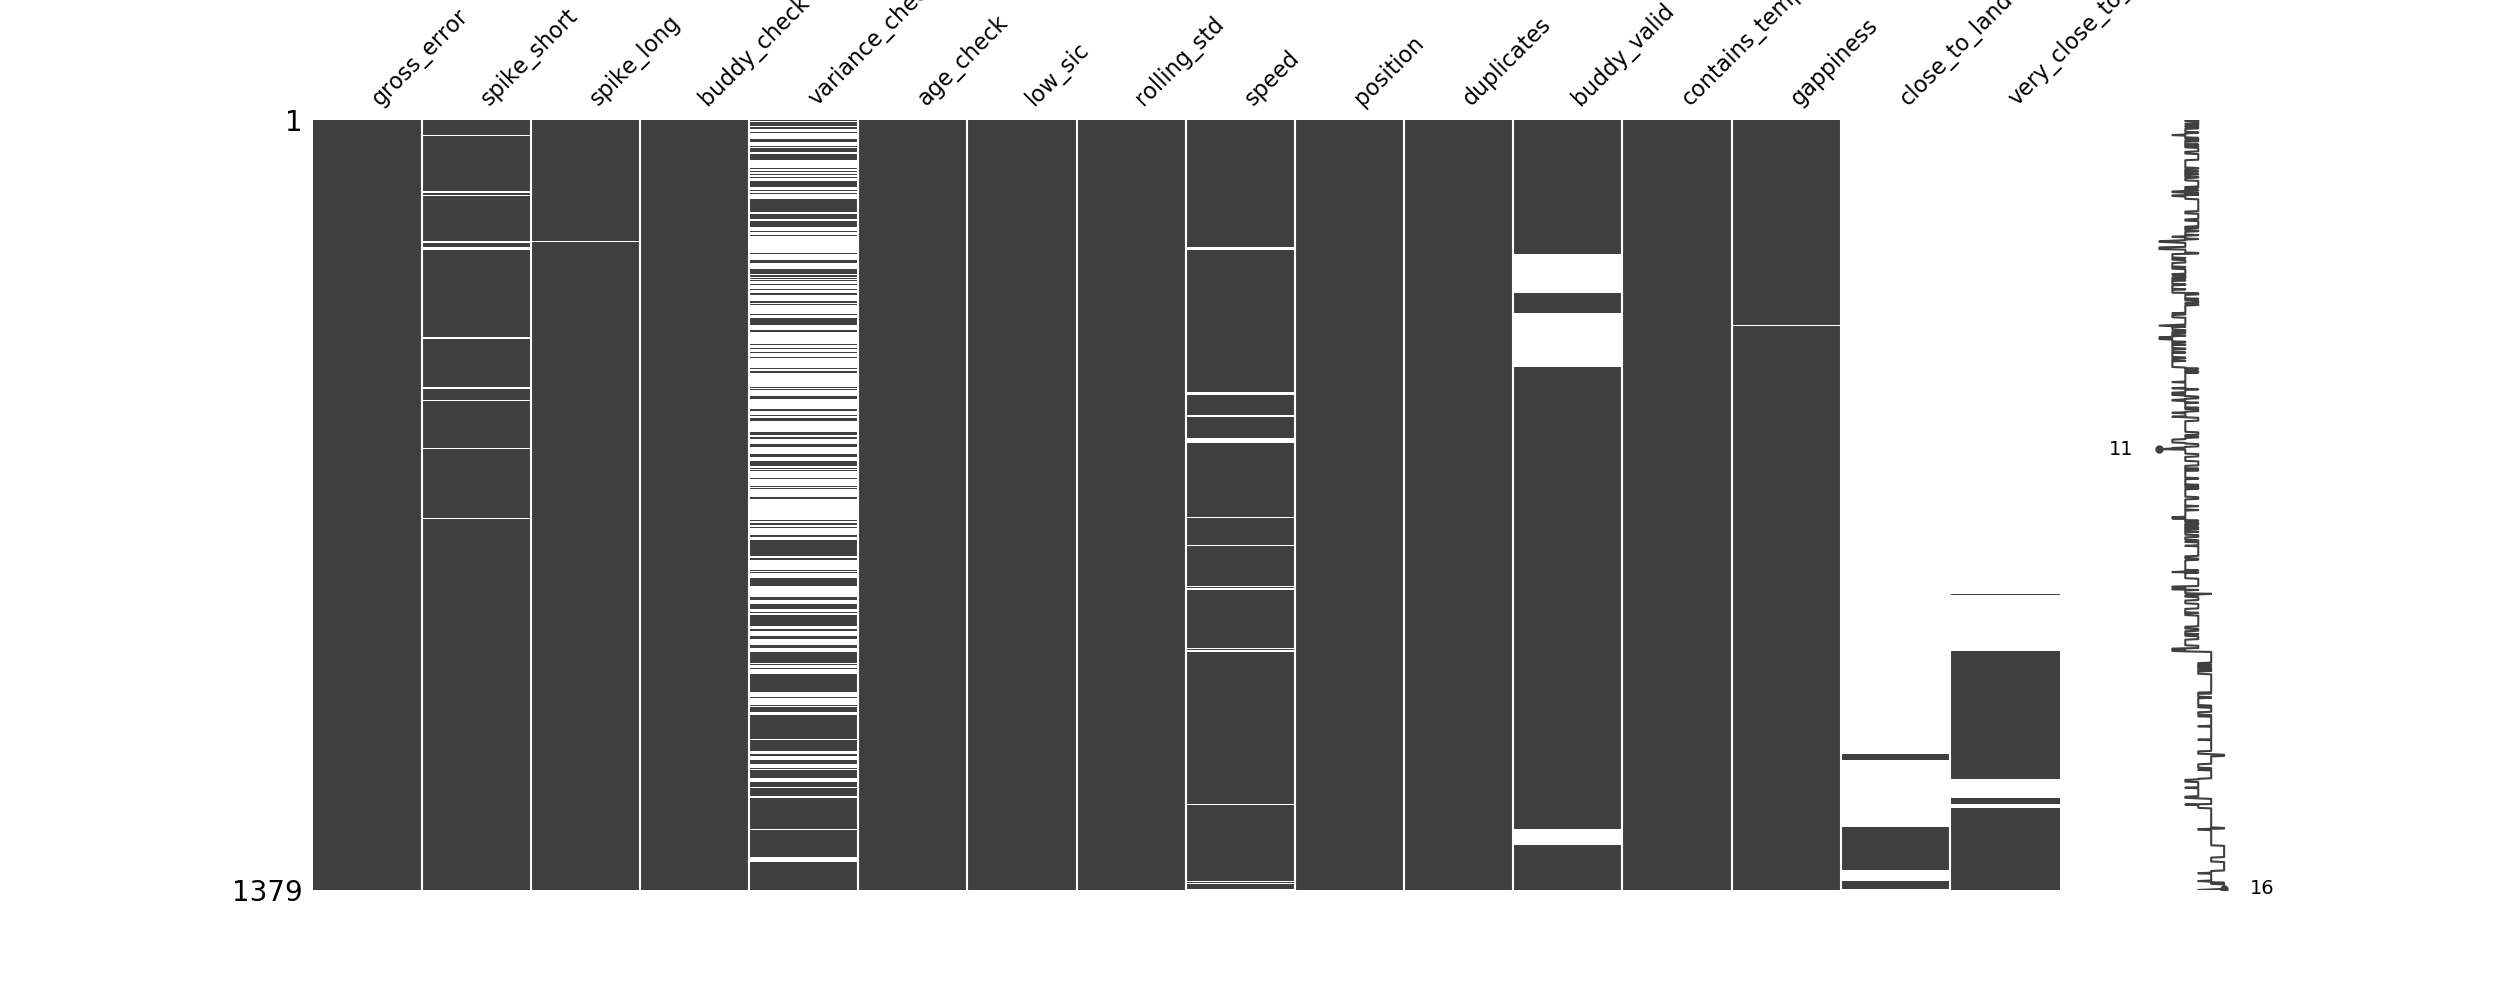 gross_error
spike_short
spike_long
buddy_check
variance_che
age_check
low_sic
rolling_std
speed
position
duplicates
buddy_valid
contains_temp
gappiness
close_to_land
very_close_to_
1
11
1379
16